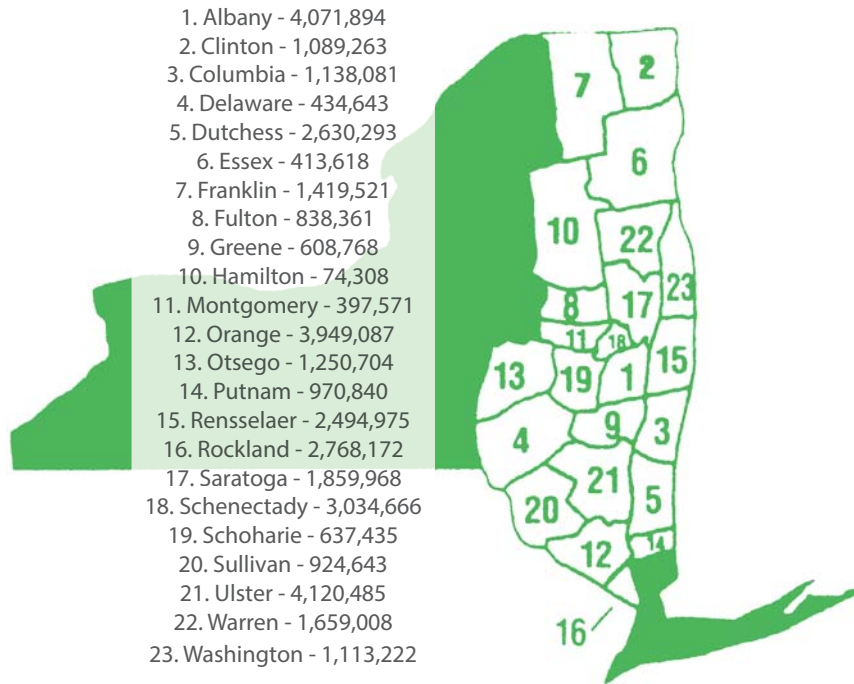 1. Albany - 4,071,894
2. Clinton - 1,089,263
3. Columbia - 1,138,081
4. Delaware - 434,643
5. Dutchess - 2,630,293
6. Essex - 413,618
7. Franklin - 1,419,521
8. Fulton - 838,361
9. Greene - 608,768
10. Hamilton - 74,308
11. Montgomery - 397,571
12. Orange - 3,949,087
13. Otsego - 1,250,704
14. Putnam - 970,840
15. Rensselaer - 2,494,975
16. Rockland - 2,768,172
17. Saratoga - 1,859,968
18. Schenectady - 3,034,666
19. Schoharie - 637,435
20. Sullivan - 924,643
21. Ulster - 4,120,485
22. Warren - 1,659,008
23. Washington - 1,113,222
7
2
6
10
22
23
8
17
11
18
13
19
1
15
4
9
3
20
21
5
12
14
16